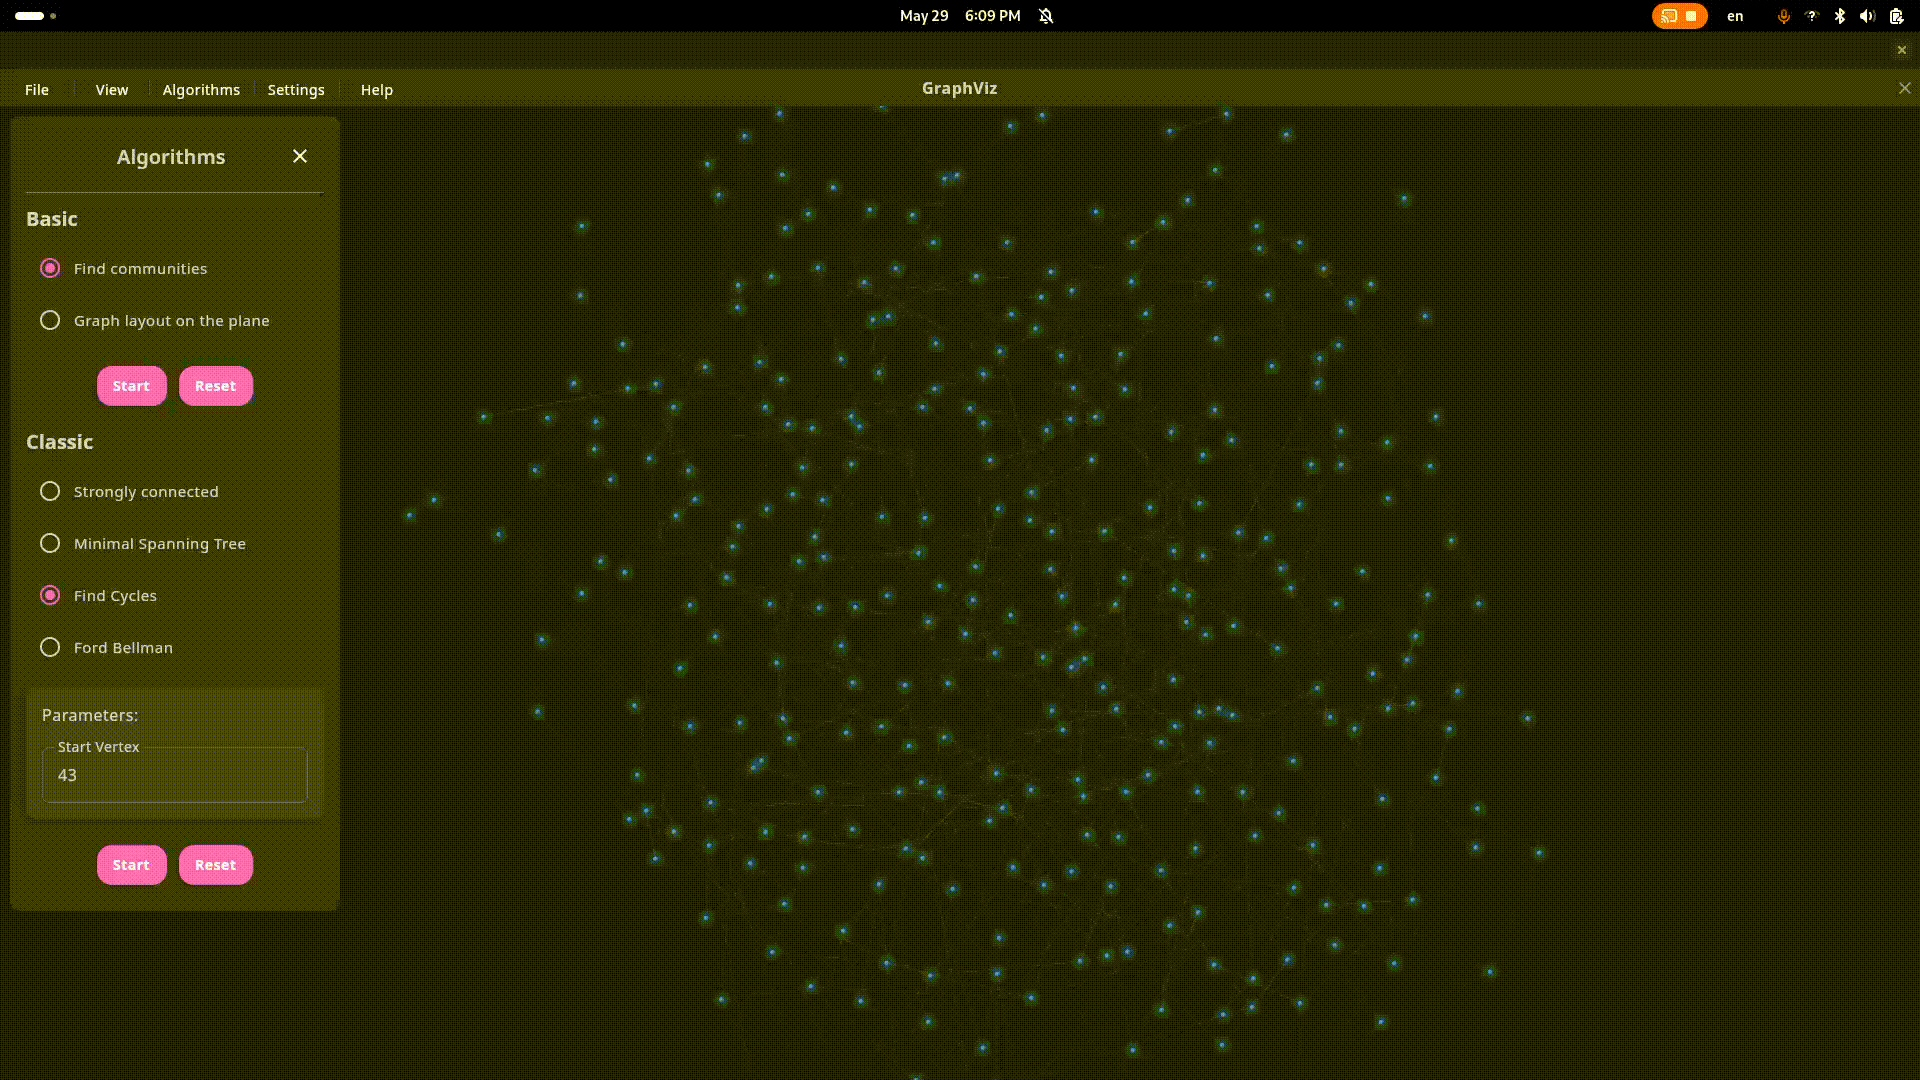 May 29 6:09 PM
en
File View Algorithms Settings Help
GraphViz
Algorithms
Basic
Find communities
Graph layout on the plane
Start Reset
Classic
Strongly connected
Minimal Spanning Tree
Find Cycles
Ford Bellman
Parameters:
Start Vertex
43
Start Reset